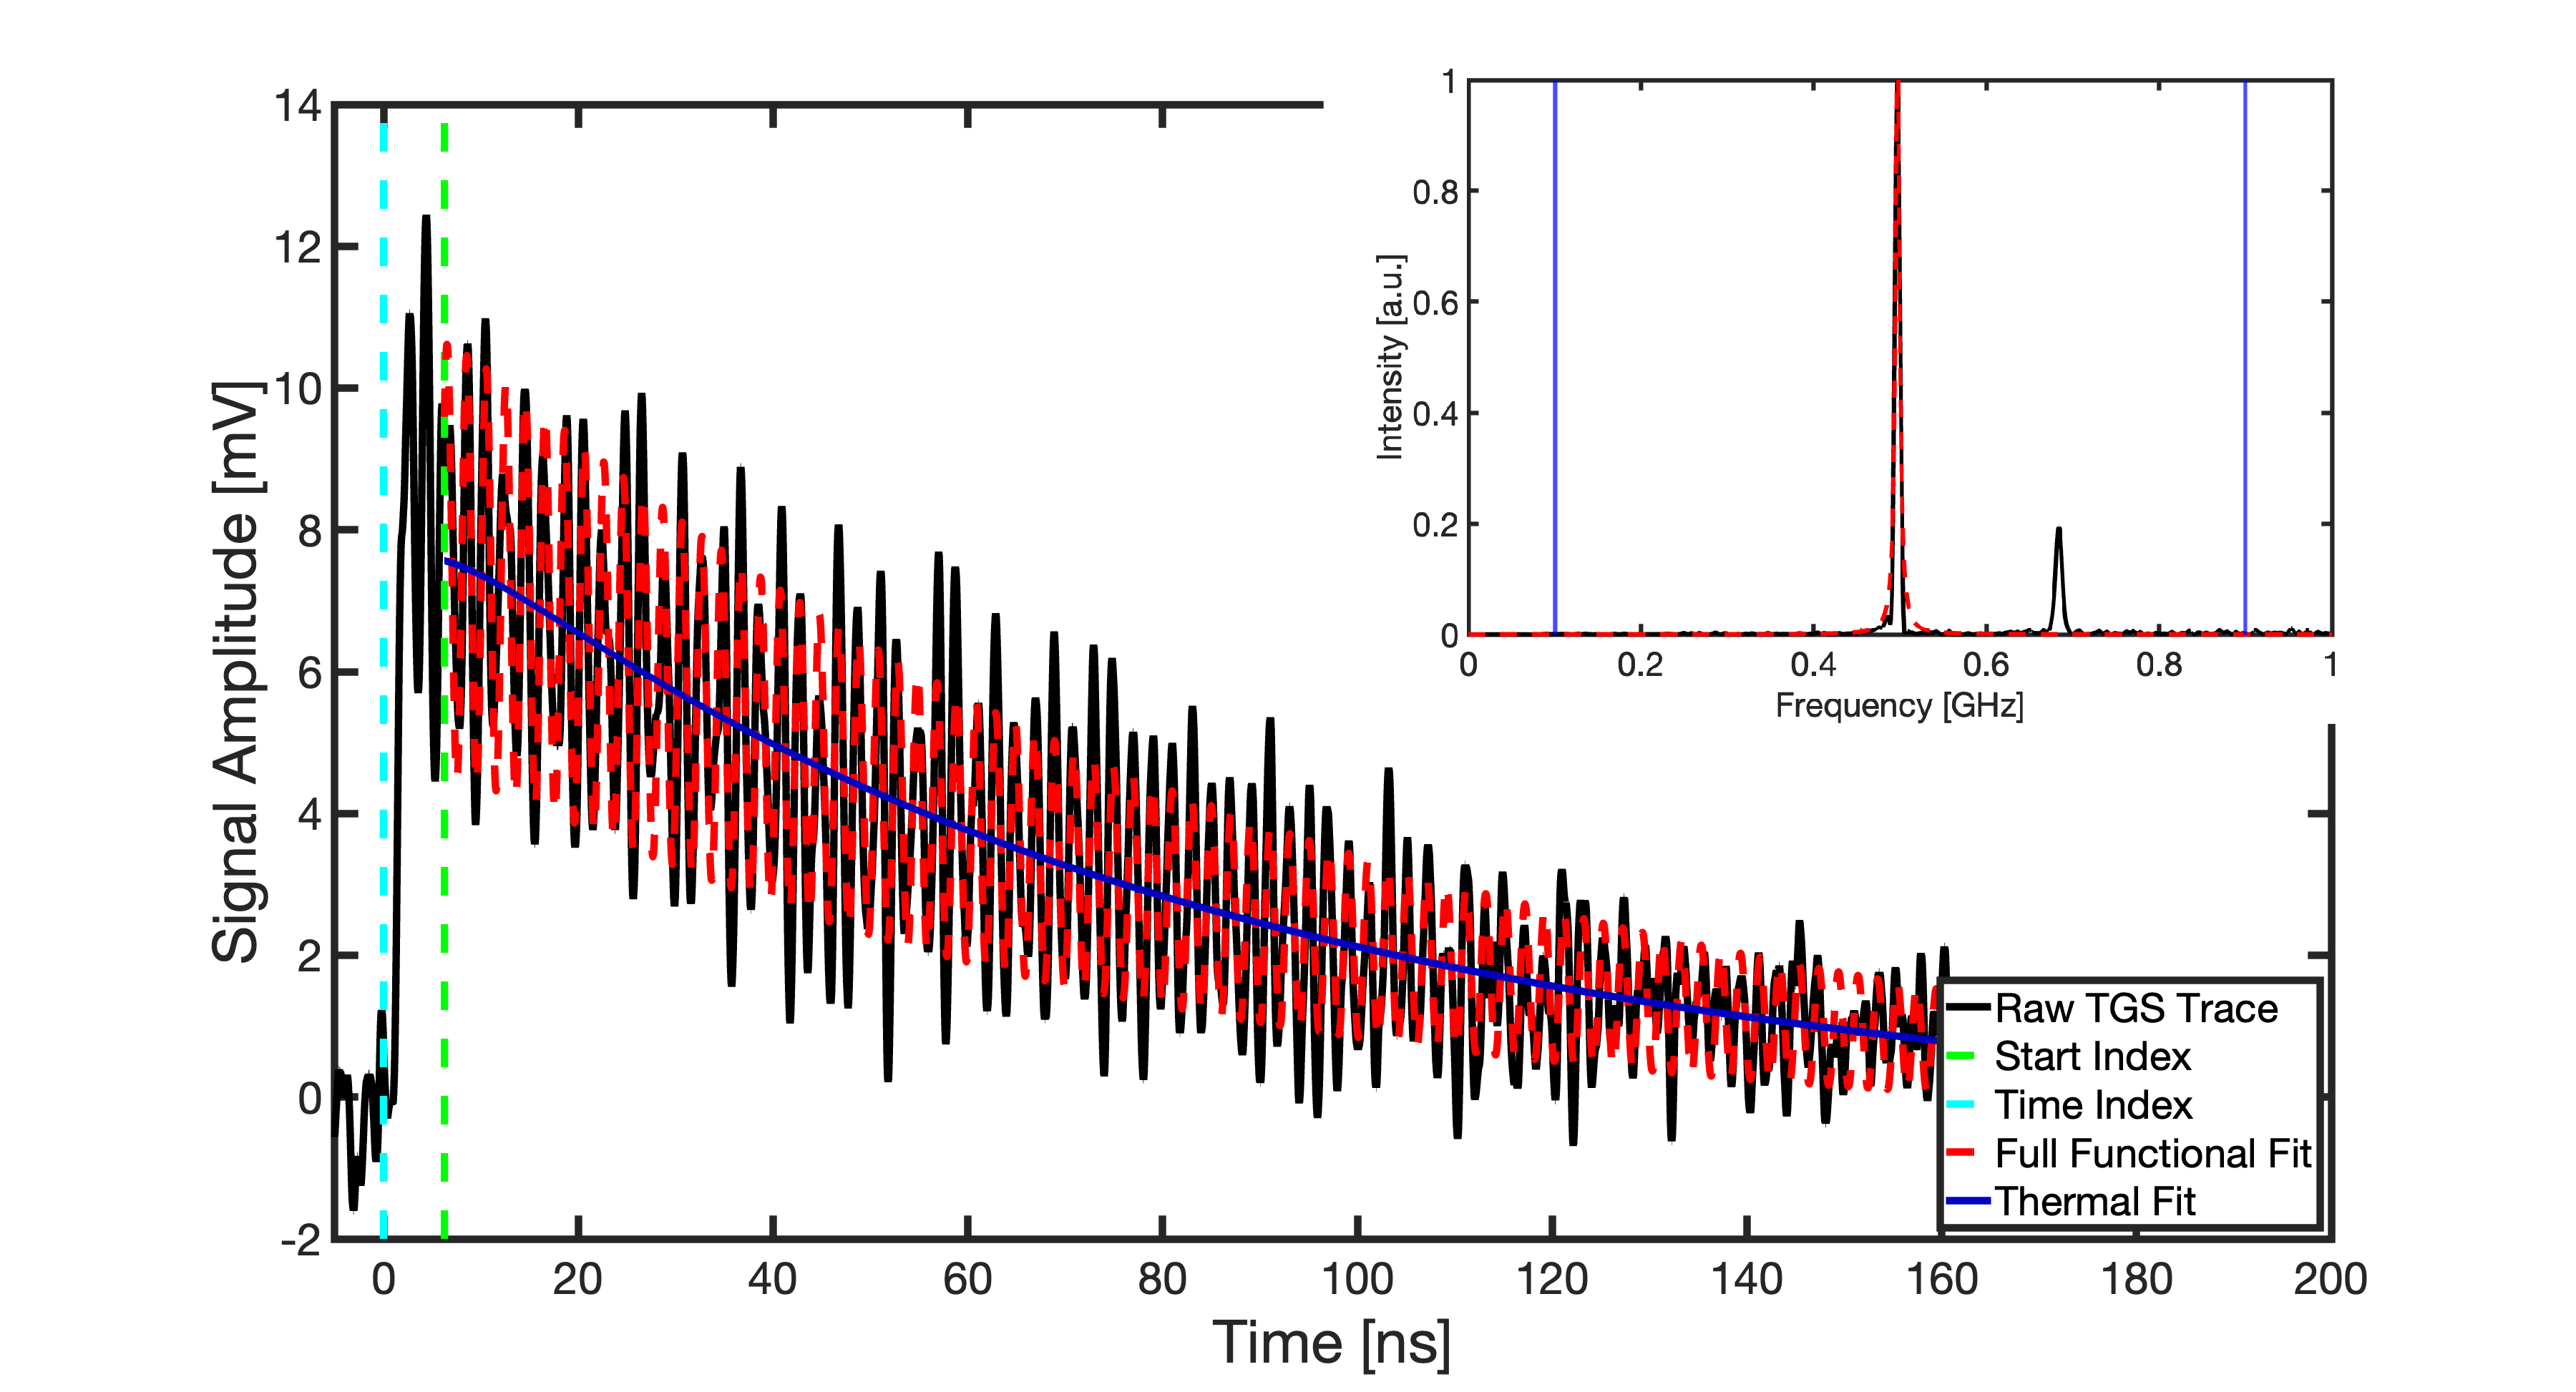 14
12
10
8
6
4
2
0
-2
Signal Amplitude [mV]
0 20 40 60 80 100 120 140 160 180 200
Time [ns]
1
0.8
0.6
0.4
0.2
0
Intensity [a.u.]
0 0.2 0.4 0.6 0.8 1
Frequency [GHz]
Raw TGS Trace
Start Index
Time Index
Full Functional Fit
Thermal Fit